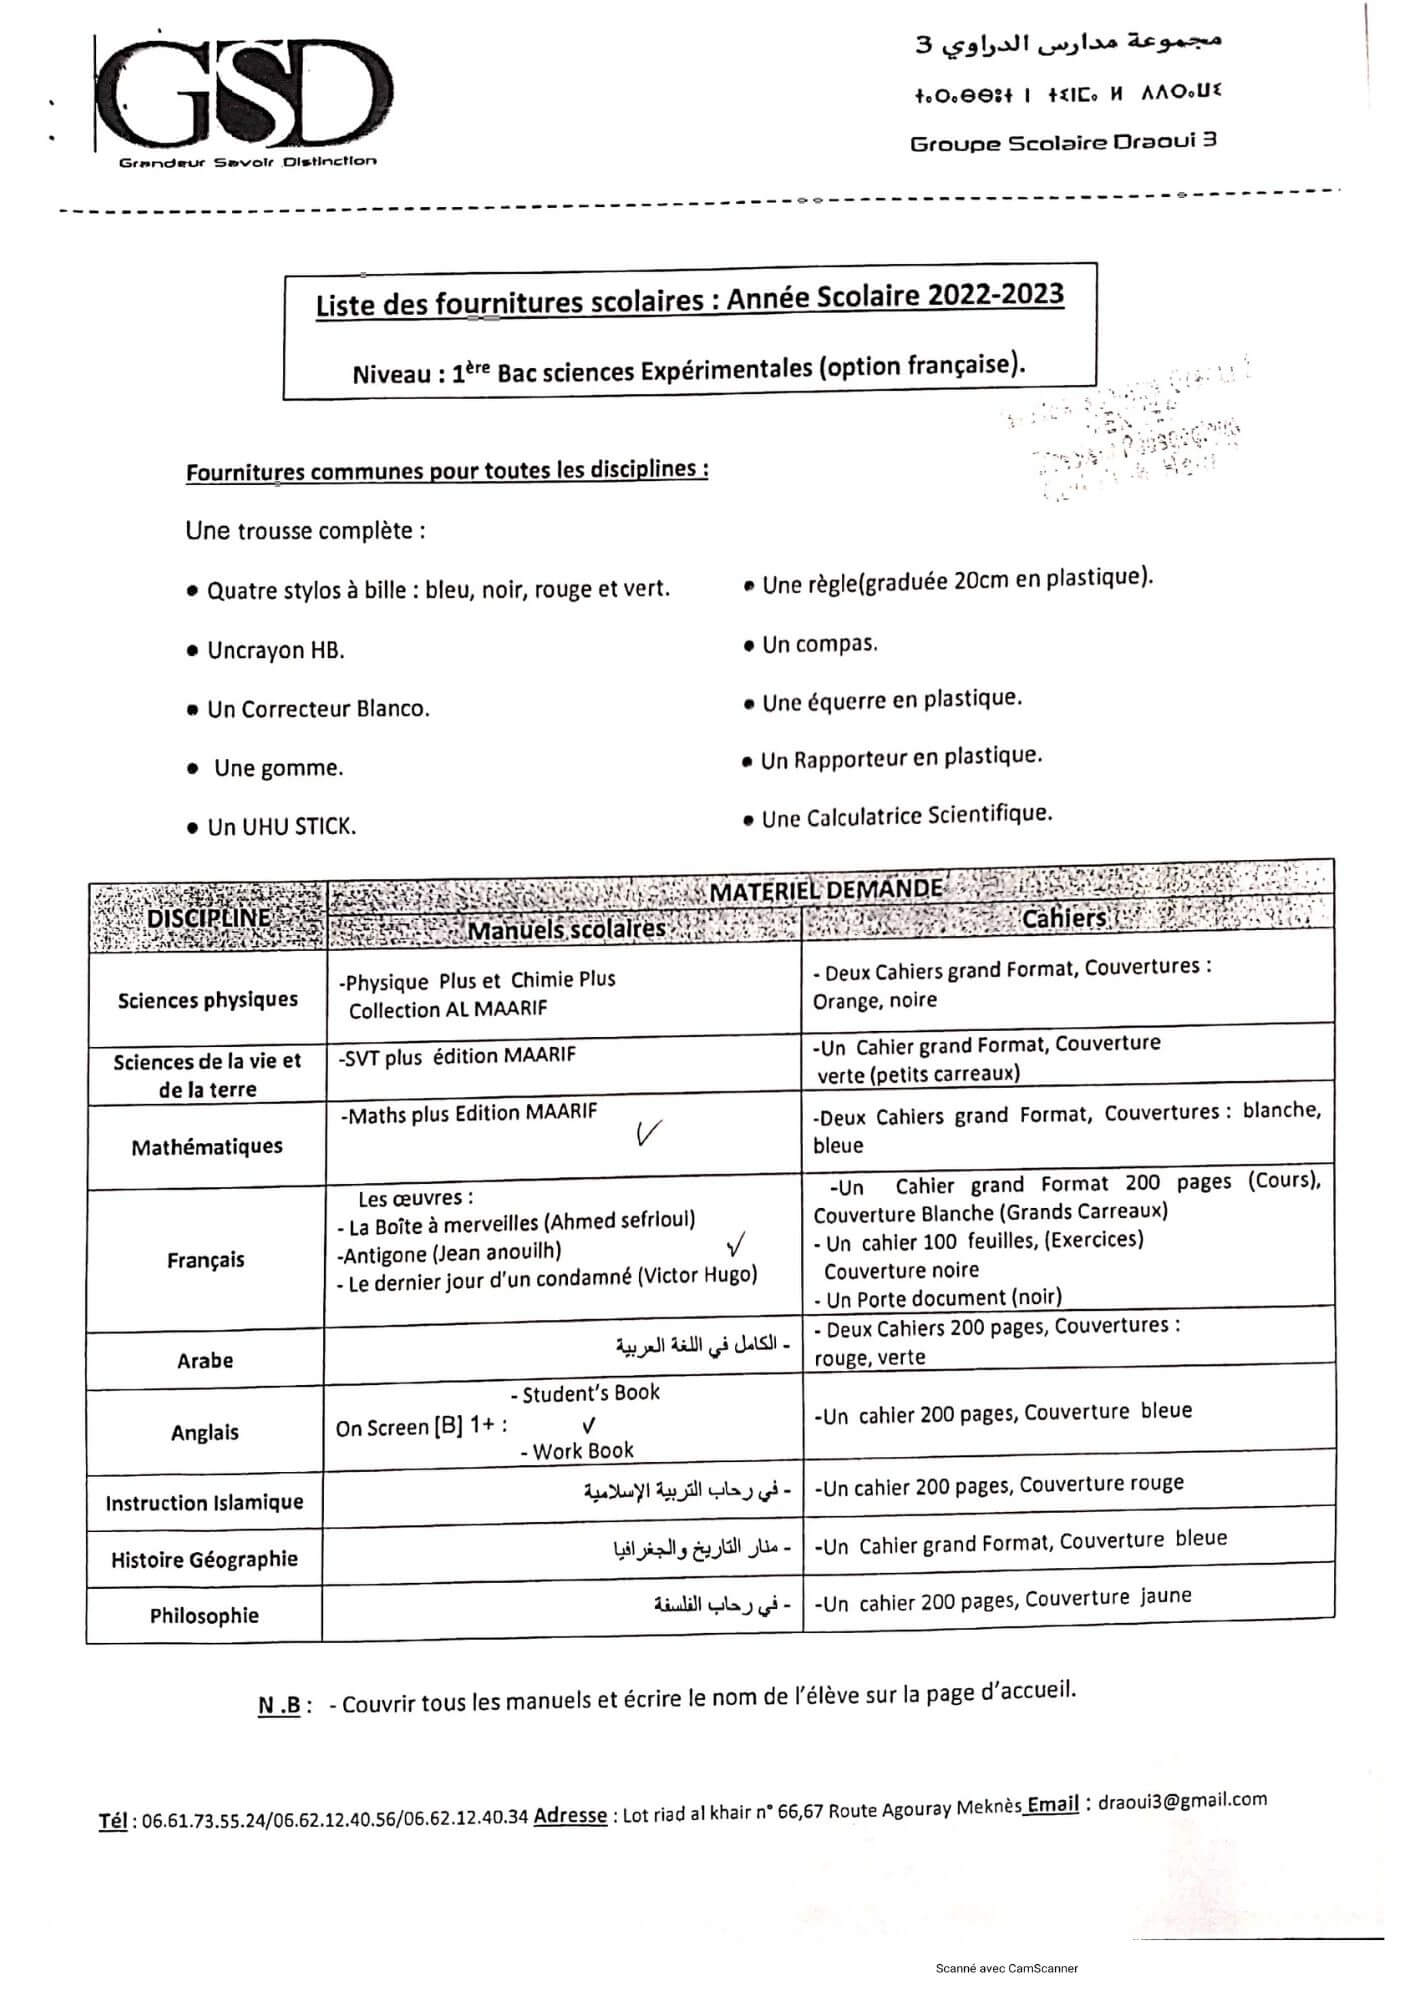 GSD
Grandeur Savoir Distinction
مجموعة مدارس الدراوي 3
ⵜⴰⵔⴰⴱⴱⵓⵜ ⵏ ⵜⵉⵏⵎⴰ ⵍ ⴷⴷⵔⴰⵡⵉ
Groupe Scolaire Draoui 3
Liste des fournitures scolaires : Année Scolaire 2022-2023
Niveau : 1ère Bac sciences Expérimentales (option française).
Fournitures communes pour toutes les disciplines :
Une trousse complète :
• Quatre stylos à bille : bleu, noir, rouge et vert.
• Uncrayon HB.
• Un Correcteur Blanco.
• Une gomme.
• Un UHU STICK.
• Une règle(graduée 20cm en plastique).
• Un compas.
• Une équerre en plastique.
• Un Rapporteur en plastique.
• Une Calculatrice Scientifique.
DISCIPLINE
MATERIEL DEMANDE
Manuels scolaires
Cahiers
Sciences physiques
-Physique Plus et Chimie Plus
Collection AL MAARIF
- Deux Cahiers grand Format, Couvertures :
Orange, noire
Sciences de la vie et
de la terre
-SVT plus édition MAARIF
-Un Cahier grand Format, Couverture
verte (petits carreaux)
Mathématiques
-Maths plus Edition MAARIF
-Deux Cahiers grand Format, Couvertures : blanche,
bleue
Français
Les œuvres :
- La Boîte à merveilles (Ahmed sefrioui)
-Antigone (Jean anouilh)
- Le dernier jour d'un condamné (Victor Hugo)
-Un Cahier grand Format 200 pages (Cours),
Couverture Blanche (Grands Carreaux)
- Un cahier 100 feuilles, (Exercices)
Couverture noire
- Un Porte document (noir)
Arabe
- الكامل في اللغة العربية
- Deux Cahiers 200 pages, Couvertures :
rouge, verte
Anglais
- Student's Book
On Screen [B] 1+ :
- Work Book
-Un cahier 200 pages, Couverture bleue
Instruction Islamique
- في رحاب التربية الإسلامية
-Un cahier 200 pages, Couverture rouge
Histoire Géographie
- منار التاريخ والجغرافيا
-Un Cahier grand Format, Couverture bleue
Philosophie
- في رحاب الفلسفة
-Un cahier 200 pages, Couverture jaune
N .B : - Couvrir tous les manuels et écrire le nom de l'élève sur la page d'accueil.
Tél : 06.61.73.55.24/06.62.12.40.56/06.62.12.40.34 Adresse : Lot riad al khair n° 66,67 Route Agouray Meknès Email : draoui3@gmail.com
Scanné avec CamScanner